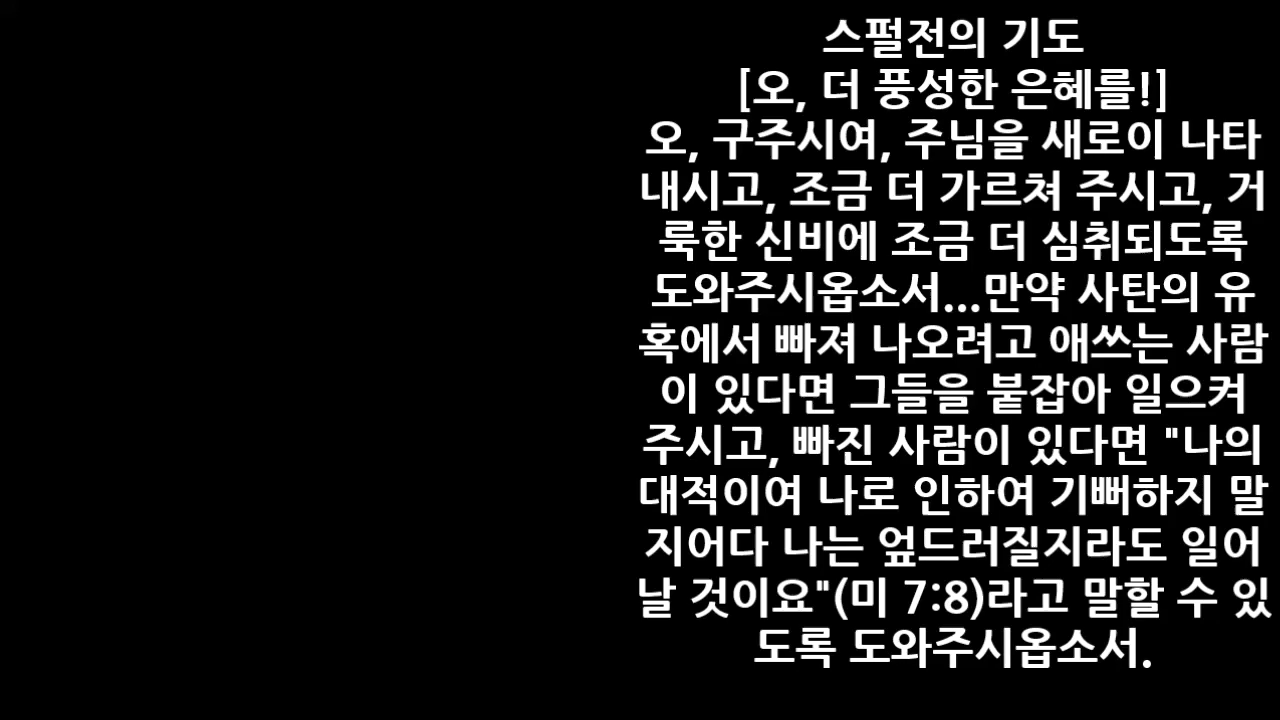 스펄전의 기도
[오, 더 풍성한 은혜를!]
오, 구주시여, 주님을 새로이 나타
내시고, 조금 더 가르쳐 주시고, 거
룩한 신비에 조금 더 심취되도록
도와주시옵소서...만약 사탄의 유
혹에서 빠져 나오려고 애쓰는 사람
이 있다면 그들을 붙잡아 일으켜
주시고, 빠진 사람이 있다면 "나의
대적이여 나로 인하여 기뻐하지 말
지어다 나는 엎드러질지라도 일어
날 것이요"(미 7:8)라고 말할 수 있
도록 도와주시옵소서.